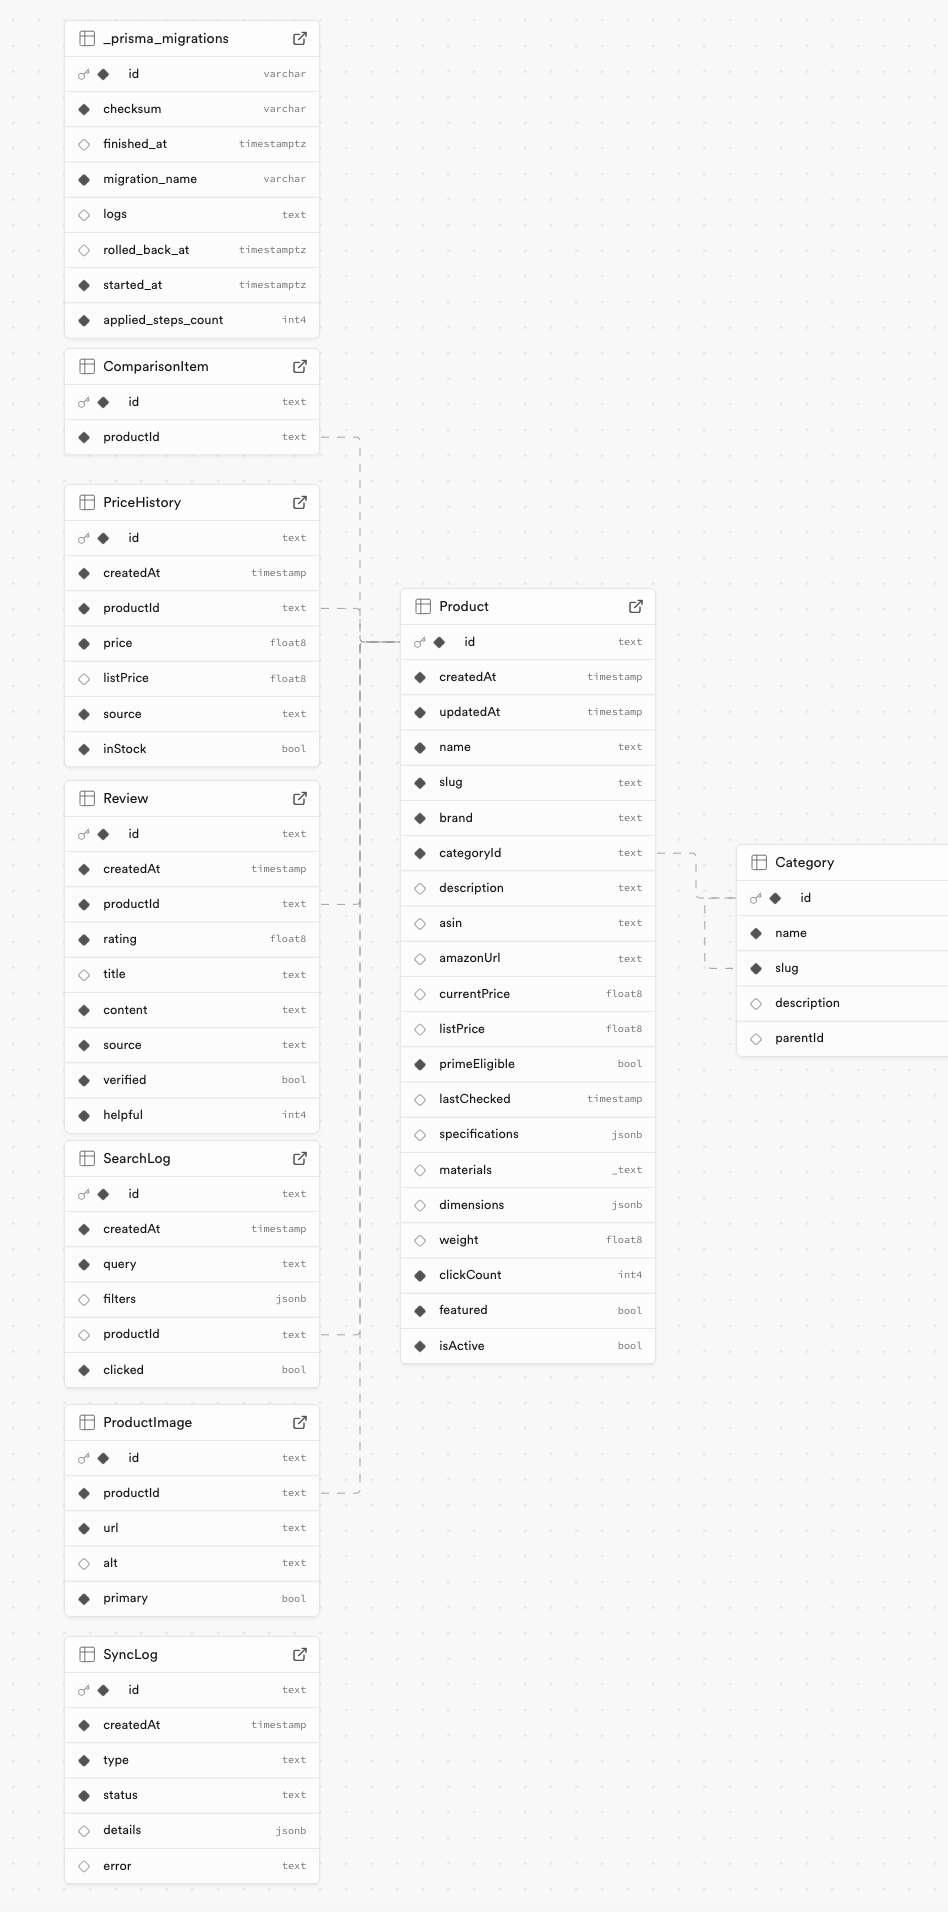 _prisma_migrations
id varchar
checksum varchar
finished_at timestamptz
migration_name varchar
logs text
rolled_back_at timestamptz
started_at timestamptz
applied_steps_count int4
ComparisonItem
id text
productId text
PriceHistory
id text
createdAt timestamp
productId text
price float8
listPrice float8
source text
inStock bool
Review
id text
createdAt timestamp
productId text
rating float8
title text
content text
source text
verified bool
helpful int4
SearchLog
id text
createdAt timestamp
query text
filters jsonb
productId text
clicked bool
ProductImage
id text
productId text
url text
alt text
primary bool
SyncLog
id text
createdAt timestamp
type text
status text
details jsonb
error text
Product
id text
createdAt timestamp
updatedAt timestamp
name text
slug text
brand text
categoryId text
description text
asin text
amazonUrl text
currentPrice float8
listPrice float8
primeEligible bool
lastChecked timestamp
specifications jsonb
materials _text
dimensions jsonb
weight float8
clickCount int4
featured bool
isActive bool
Category
id
name
slug
description
parentId